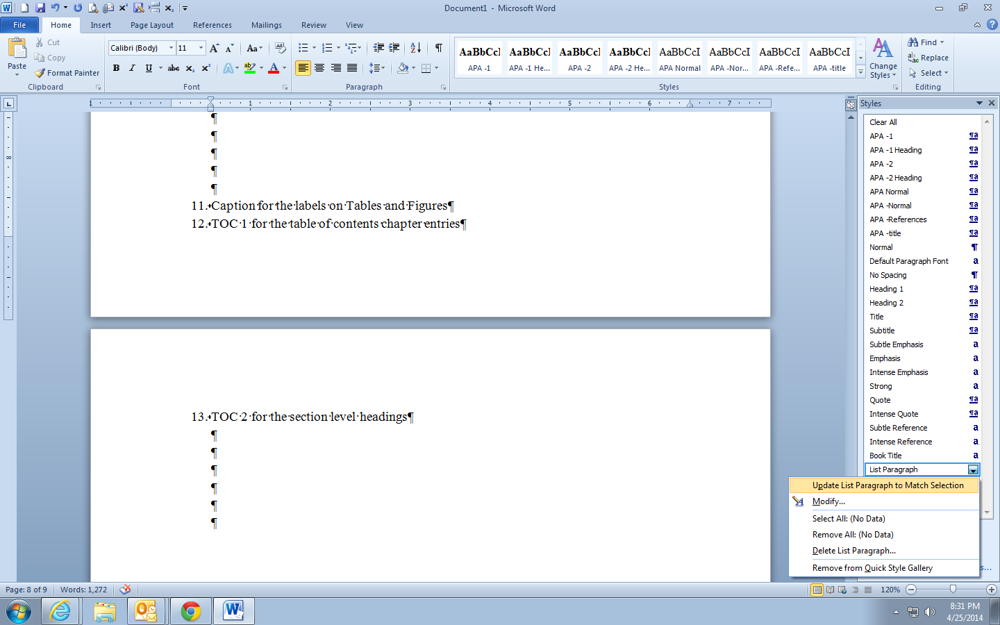 Document1 - Microsoft Word
File Home Insert Page Layout References Mailings Review View
Paste
Cut
Copy
Format Painter
Clipboard
Calibri (Body) 11
B I U abc x₂ x²
Font
Paragraph
AaBbCcI AaBbCcI AaBbCcI AaBbCcI AaBbCcI AaBbCcI AaBbCcI AaBbCcI
APA -1 APA -1 He... APA -2 APA -2 He... APA Normal APA -Nor... APA -Refe... APA -title
Change
Styles
Styles
Find
Replace
Select
Editing
1 1 2 3 4 5 6 7
8
¶
¶
¶
¶
¶
11. Caption for the labels on Tables and Figures¶
12. TOC 1 for the table of contents chapter entries¶
13. TOC 2 for the section level headings¶
¶
¶
¶
¶
¶
¶
Styles
Clear All
APA -1 ¶a
APA -1 Heading ¶a
APA -2 ¶a
APA -2 Heading ¶a
APA Normal ¶a
APA -Normal ¶a
APA -References ¶a
APA -title ¶a
Normal ¶
Default Paragraph Font a
No Spacing ¶
Heading 1 ¶a
Heading 2 ¶a
Title ¶a
Subtitle ¶a
Subtle Emphasis a
Emphasis a
Intense Emphasis a
Strong a
Quote ¶a
Intense Quote ¶a
Subtle Reference a
Intense Reference a
Book Title a
List Paragraph
Update List Paragraph to Match Selection
Modify...
Select All: (No Data)
Remove All: (No Data)
Delete List Paragraph...
Remove from Quick Style Gallery
s...
Page: 8 of 9 Words: 1,272 120%
8:31 PM
4/25/2014